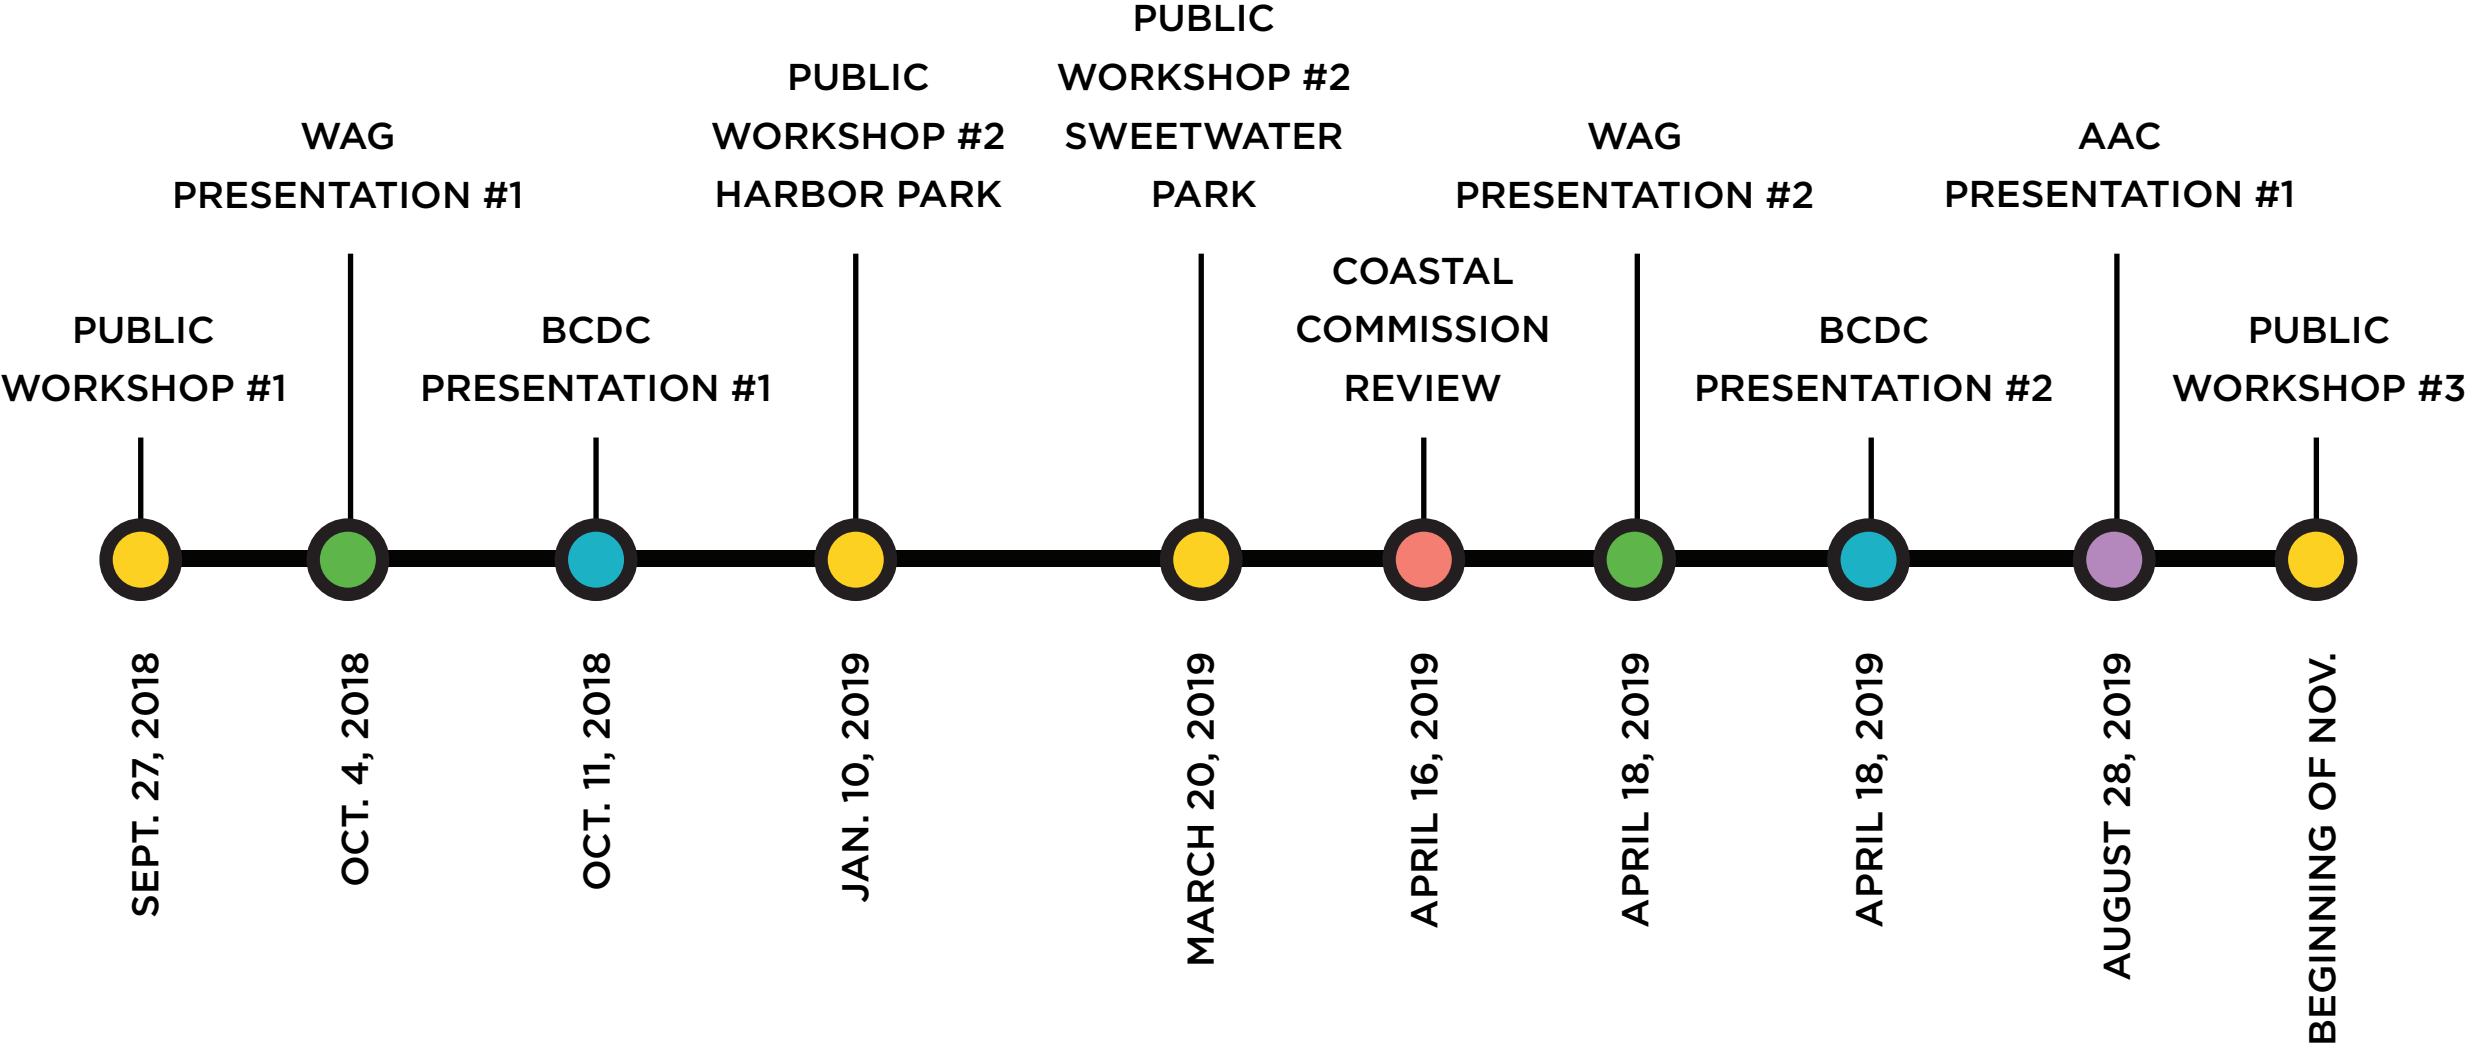 PUBLIC
WORKSHOP #1
WAG
PRESENTATION #1
BCDC
PRESENTATION #1
PUBLIC
WORKSHOP #2
HARBOR PARK
PUBLIC
WORKSHOP #2
SWEETWATER
PARK
COASTAL
COMMISSION
REVIEW
WAG
PRESENTATION #2
BCDC
PRESENTATION #2
AAC
PRESENTATION #1
PUBLIC
WORKSHOP #3
SEPT. 27, 2018
OCT. 4, 2018
OCT. 11, 2018
JAN. 10, 2019
MARCH 20, 2019
APRIL 16, 2019
APRIL 18, 2019
APRIL 18, 2019
AUGUST 28, 2019
BEGINNING OF NOV.